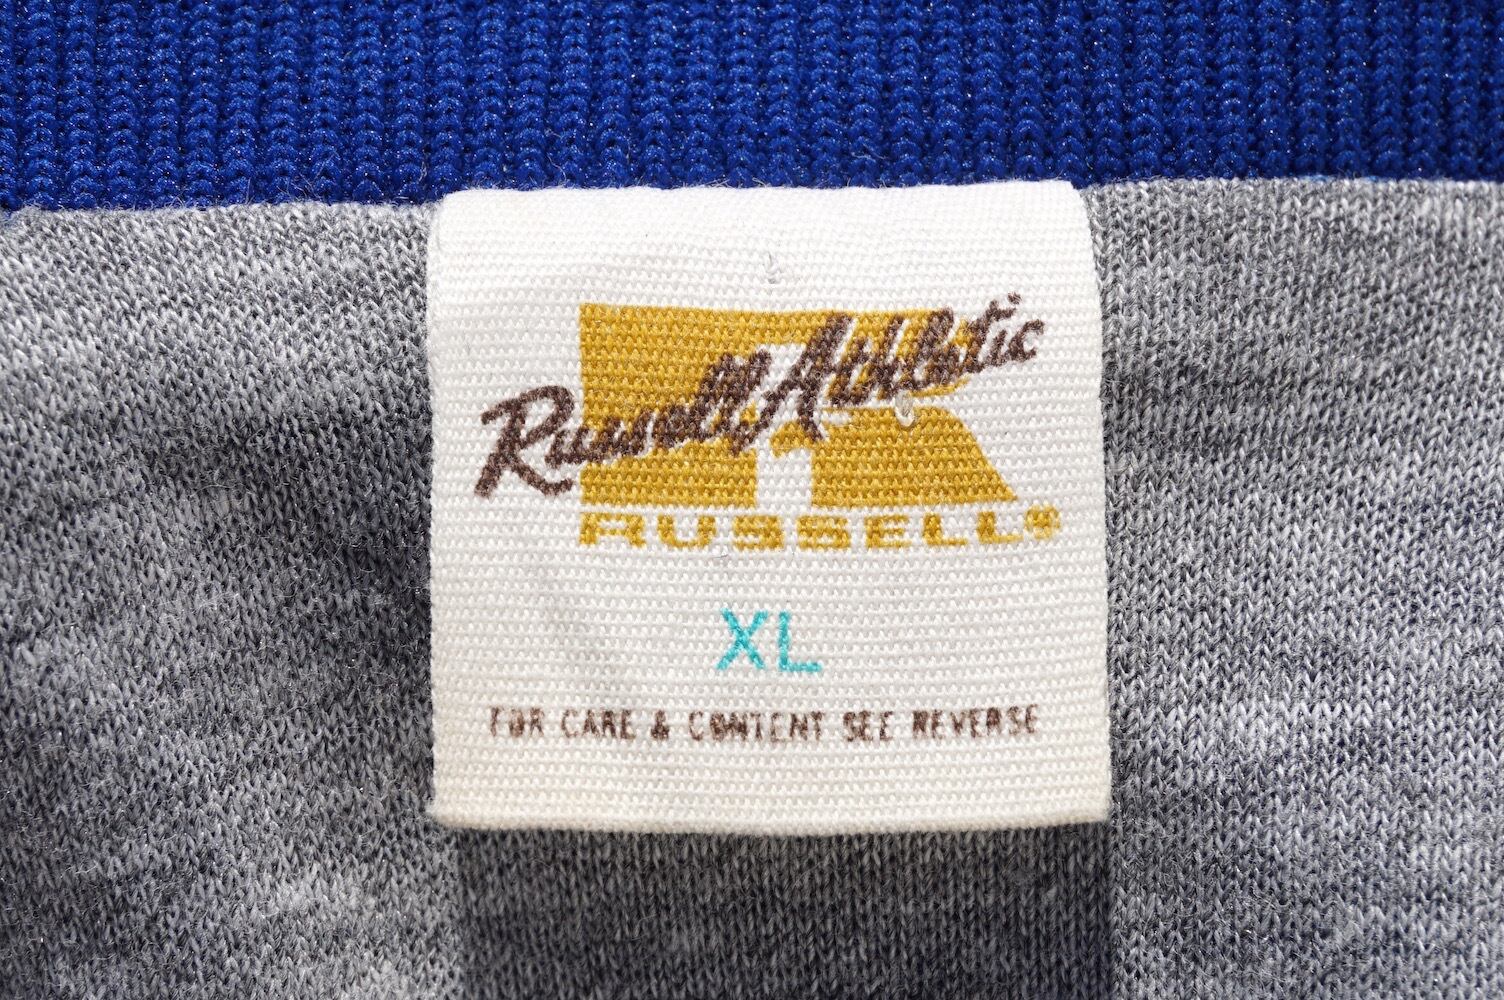 Russell Athletic
RUSSELL®
XL
FOR CARE & CONTENT SEE REVERSE